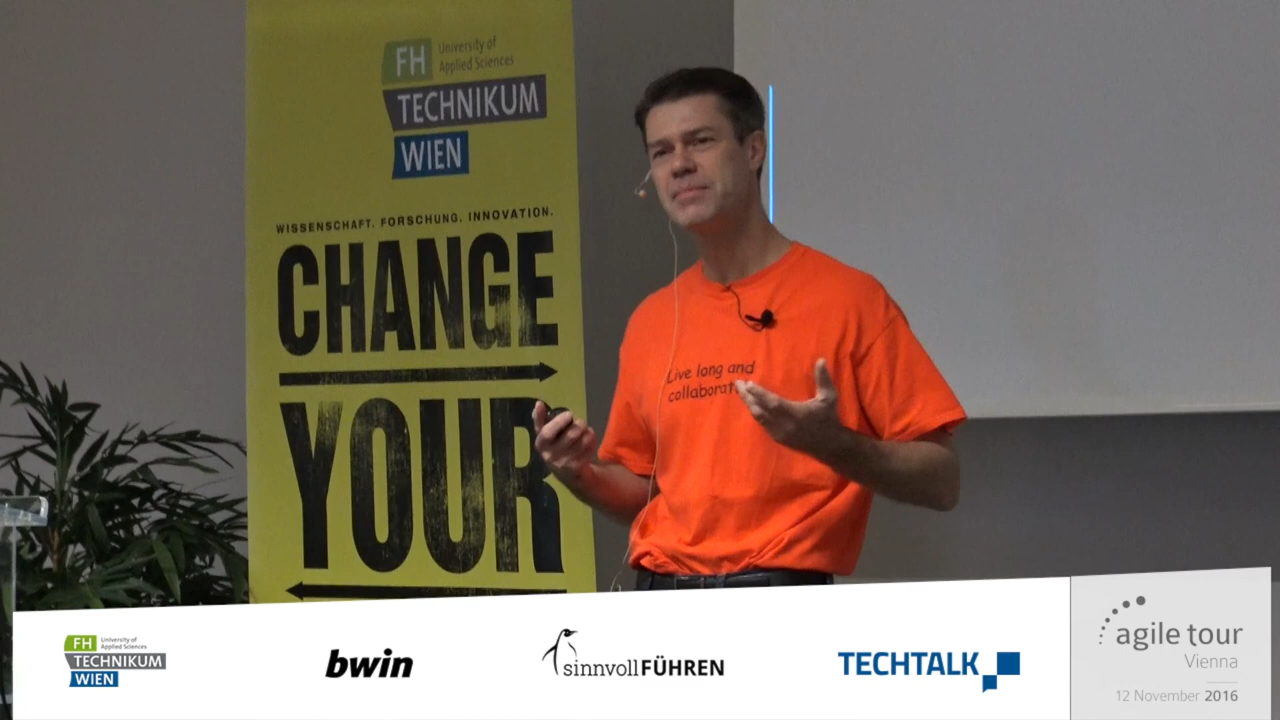 FH University of
Applied Sciences
TECHNIKUM
WIEN
WISSENSCHAFT. FORSCHUNG. INNOVATION.
CHANGE
YOUR
Live long and
collaborat
FH University of
Applied Sciences
TECHNIKUM
WIEN
bwin
sinnvollFÜHREN
TECHTALK
agile tour
Vienna
12 November 2016